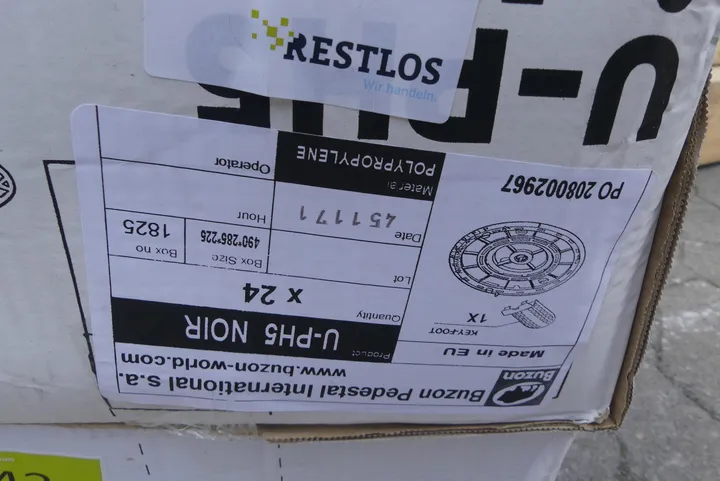 RESTLOS
Wir handeln.
U-PH5
Buzon
Buzon Pedestal International s.a.
www.buzon-world.com
Made in EU
Product
U-PH5 NOIR
KEY-FOOT
1X
Quantity
x 24
Lot
Box Size
490*285*226
Box no
1825
Date
451171
Hour
Material
POLYPROPYLENE
Operator
PO 208002967